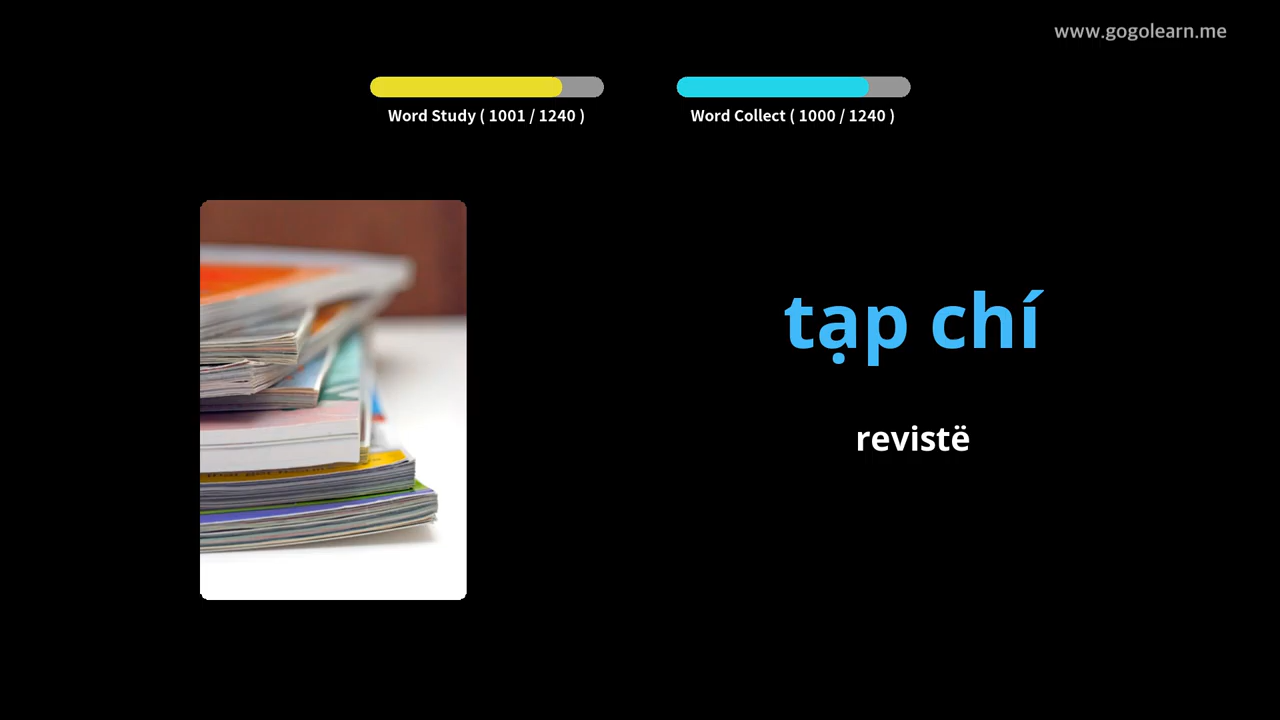 www.gogolearn.me
Word Study ( 1001 / 1240 )
Word Collect ( 1000 / 1240 )
tạp chí
revistë